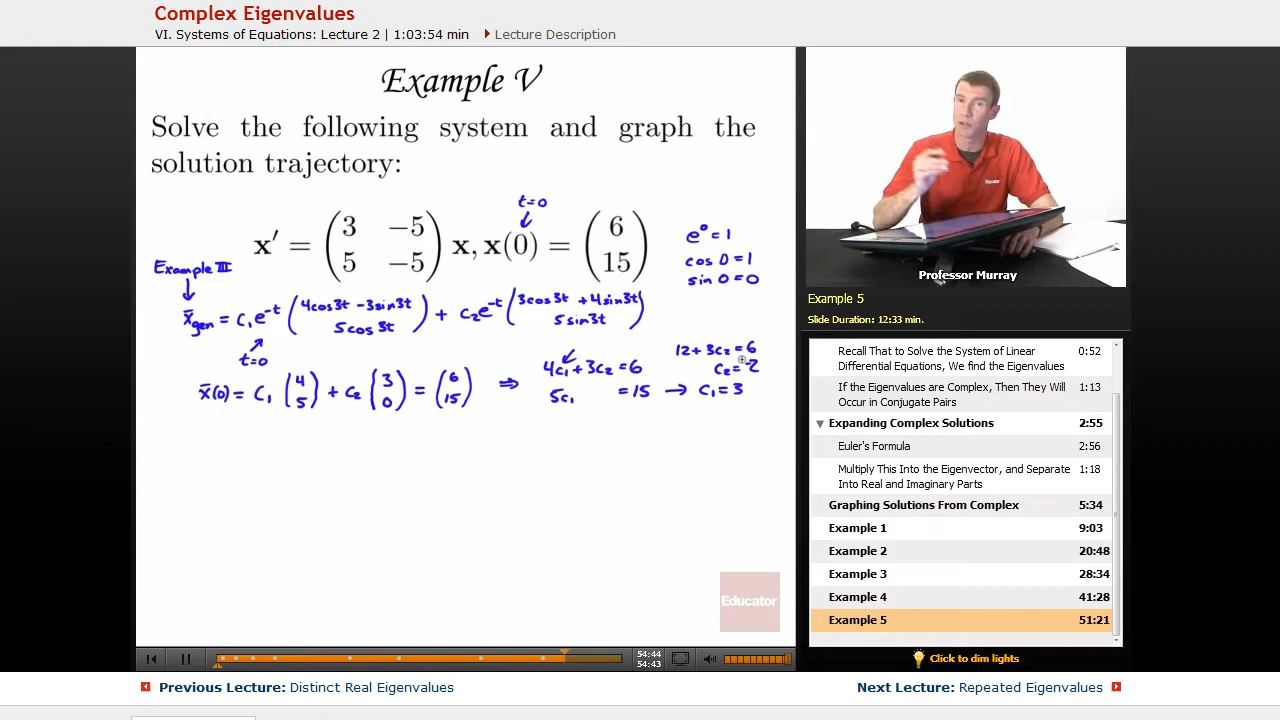 Complex Eigenvalues
VI. Systems of Equations: Lecture 2 | 1:03:54 min
Lecture Description
Example V
Solve the following system and graph the
solution trajectory:
t=0
x′ = (3 −5
5 −5) x, x(0) = (6
15)
e⁰ = 1
cos 0 = 1
sin 0 = 0
Example III
x̄gen = c₁e⁻ᵗ (4cos3t − 3sin3t
5cos 3t) + c₂e⁻ᵗ (3cos3t + 4sin3t
5sin3t)
t=0
x̄(0) = c₁ (4
5) + c₂ (3
0) = (6
15) ⇒ 4c₁ + 3c₂ = 6
5c₁ = 15 → c₁ = 3
12 + 3c₂ = 6
c₂ = -2
Educator
54:44
54:43
Educator
Professor Murray
Example 5
Slide Duration: 12:33 min.
Recall That to Solve the System of Linear 0:52
Differential Equations, We find the Eigenvalues
If the Eigenvalues are Complex, Then They Will 1:13
Occur in Conjugate Pairs
Expanding Complex Solutions 2:55
Euler's Formula 2:56
Multiply This Into the Eigenvector, and Separate 1:18
Into Real and Imaginary Parts
Graphing Solutions From Complex 5:34
Example 1 9:03
Example 2 20:48
Example 3 28:34
Example 4 41:28
Example 5 51:21
Click to dim lights
Previous Lecture: Distinct Real Eigenvalues
Next Lecture: Repeated Eigenvalues